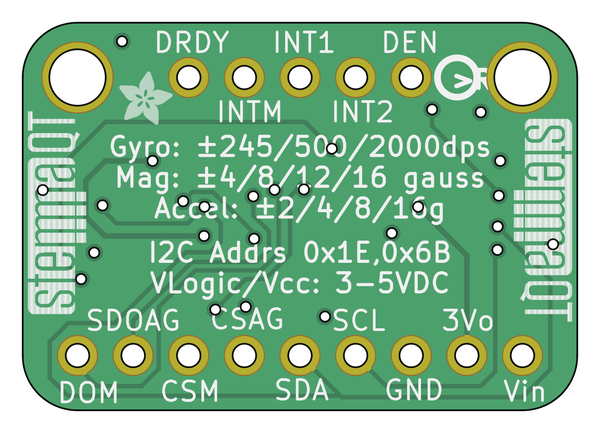 DRDY INT1 DEN
INTM INT2
Gyro: ±245/500/2000dps
Mag: ±4/8/12/16 gauss
Accel: ±2/4/8/16g
I2C Addrs 0x1E,0x6B
VLogic/Vcc: 3-5VDC
SDOAG CSAG SCL 3Vo
DOM CSM SDA GND Vin
stemmaQT
stemmaQT